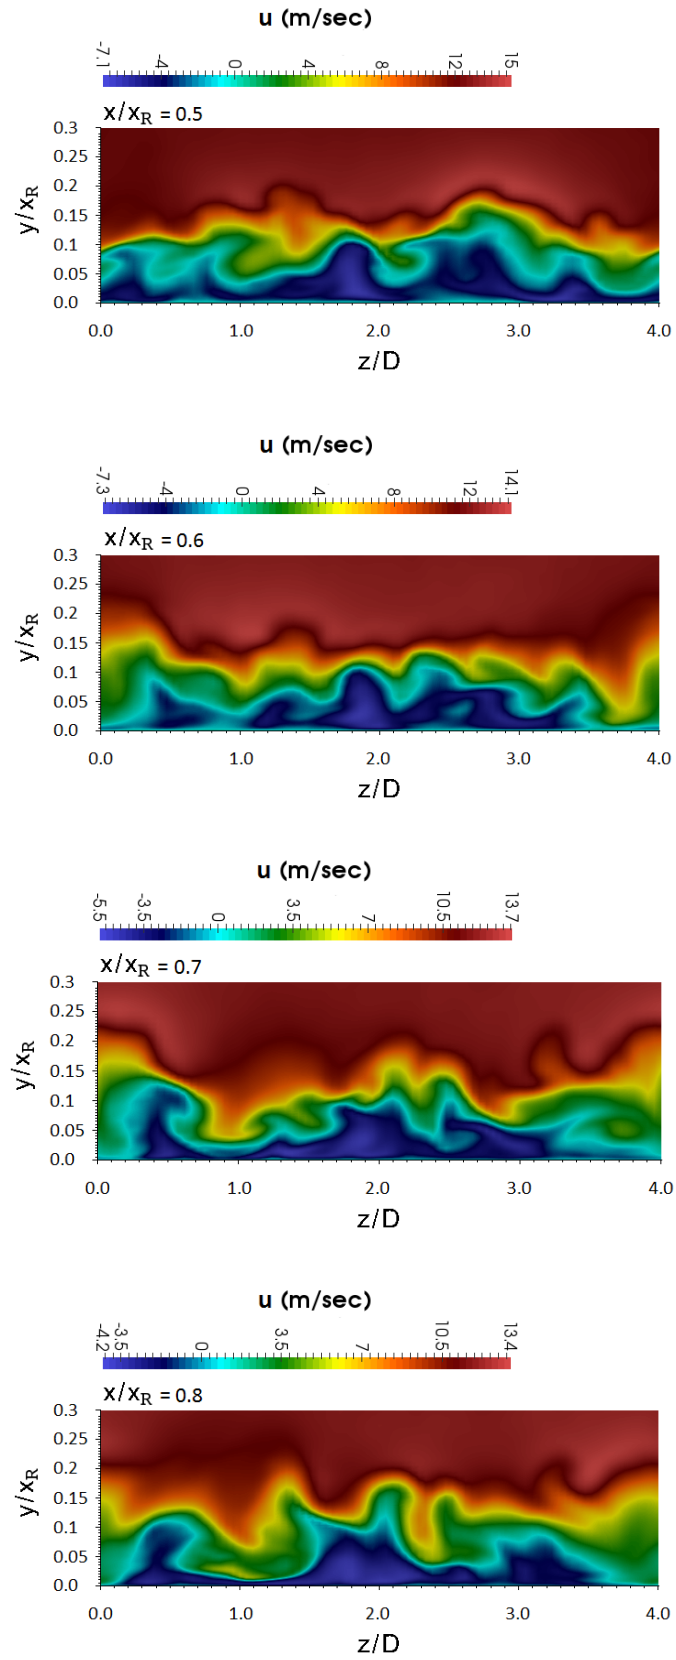 u (m/sec)
-7.1 -4 0 4 8 12 15
x/xR = 0.5
0.3
0.25
0.2
0.15
0.1
0.05
0.0
y/xR
0.0 1.0 2.0 3.0 4.0
z/D
u (m/sec)
-7.3 -4 0 4 8 12 14.1
x/xR = 0.6
0.3
0.25
0.2
0.15
0.1
0.05
0.0
y/xR
0.0 1.0 2.0 3.0 4.0
z/D
u (m/sec)
-5.5 -3.5 0 3.5 7 10.5 13.7
x/xR = 0.7
0.3
0.25
0.2
0.15
0.1
0.05
0.0
y/xR
0.0 1.0 2.0 3.0 4.0
z/D
u (m/sec)
-4.2 -3.5 0 3.5 7 10.5 13.4
x/xR = 0.8
0.3
0.25
0.2
0.15
0.1
0.05
0.0
y/xR
0.0 1.0 2.0 3.0 4.0
z/D